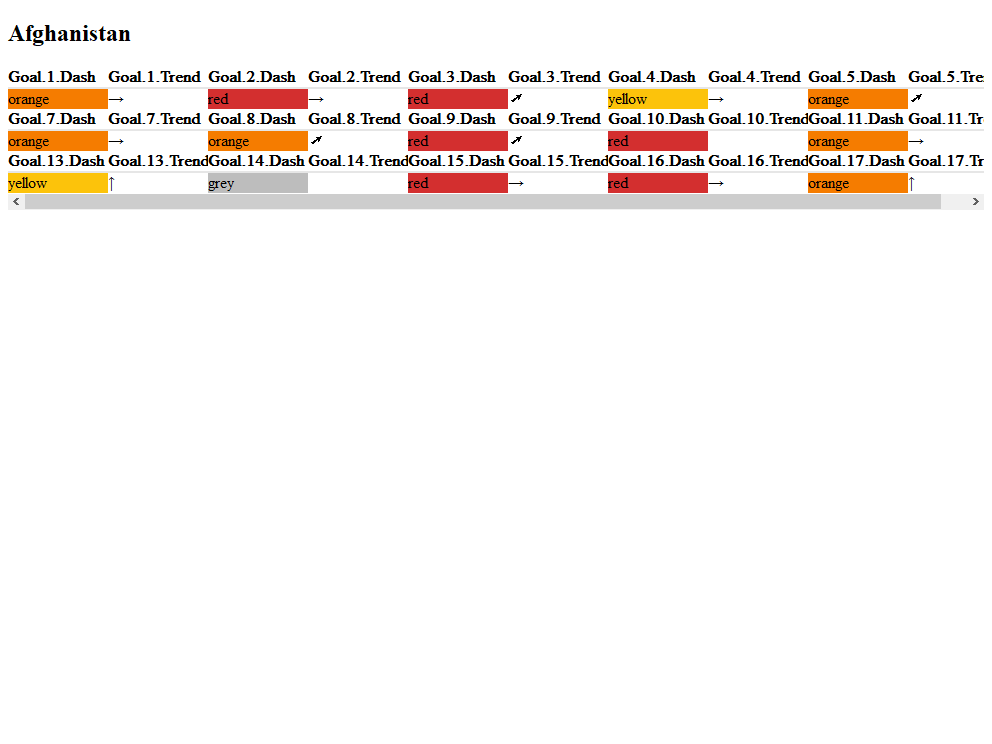 Afghanistan
Goal.1.Dash Goal.1.Trend Goal.2.Dash Goal.2.Trend Goal.3.Dash Goal.3.Trend Goal.4.Dash Goal.4.Trend Goal.5.Dash Goal.5.Tre
orange → red → red ↗ yellow → orange ↗
Goal.7.Dash Goal.7.Trend Goal.8.Dash Goal.8.Trend Goal.9.Dash Goal.9.Trend Goal.10.Dash Goal.10.Trend Goal.11.Dash Goal.11.Tr
orange → orange ↗ red ↗ red orange →
Goal.13.Dash Goal.13.Trend Goal.14.Dash Goal.14.Trend Goal.15.Dash Goal.15.Trend Goal.16.Dash Goal.16.Trend Goal.17.Dash Goal.17.Tr
yellow ↑ grey red → red → orange ↑